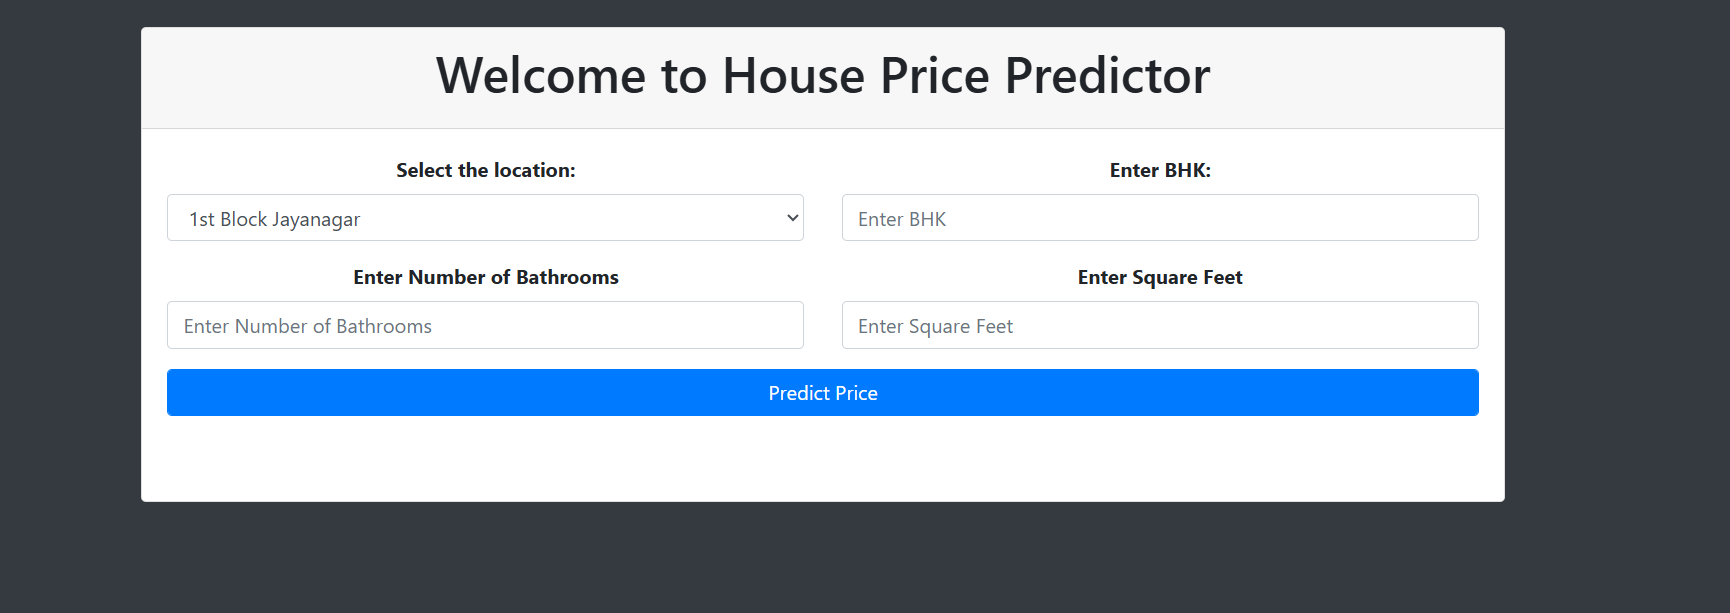 Welcome to House Price Predictor
Select the location:
Enter BHK:
1st Block Jayanagar
Enter BHK
Enter Number of Bathrooms
Enter Square Feet
Enter Number of Bathrooms
Enter Square Feet
Predict Price